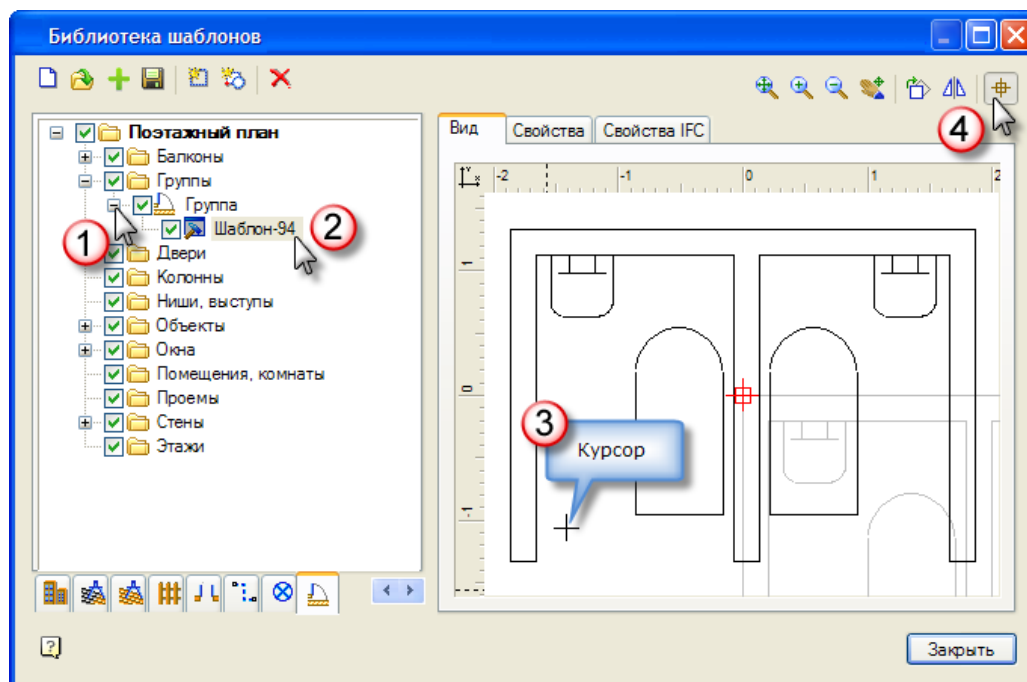 Библиотека шаблонов
Поэтажный план
Балконы
Группы
Группа
Шаблон-94
Двери
Колонны
Ниши, выступы
Объекты
Окна
Помещения, комнаты
Проемы
Стены
Этажи
1
2
Вид Свойства Свойства IFC
4
Y x -2 -1 0 1 2
1
0
-1
3
Курсор
?
Закрыть